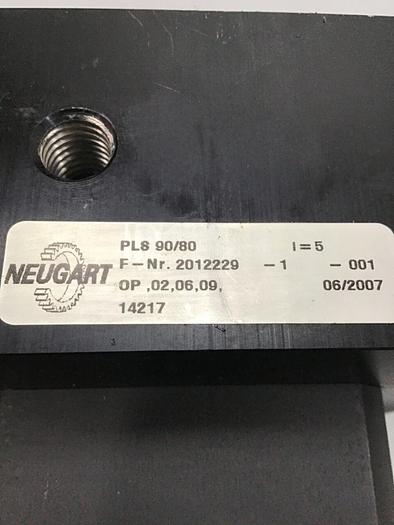 NEUGART
PLS 90/80 I=5
F-Nr. 2012229 -1 -001
OP ,02,06,09, 06/2007
14217